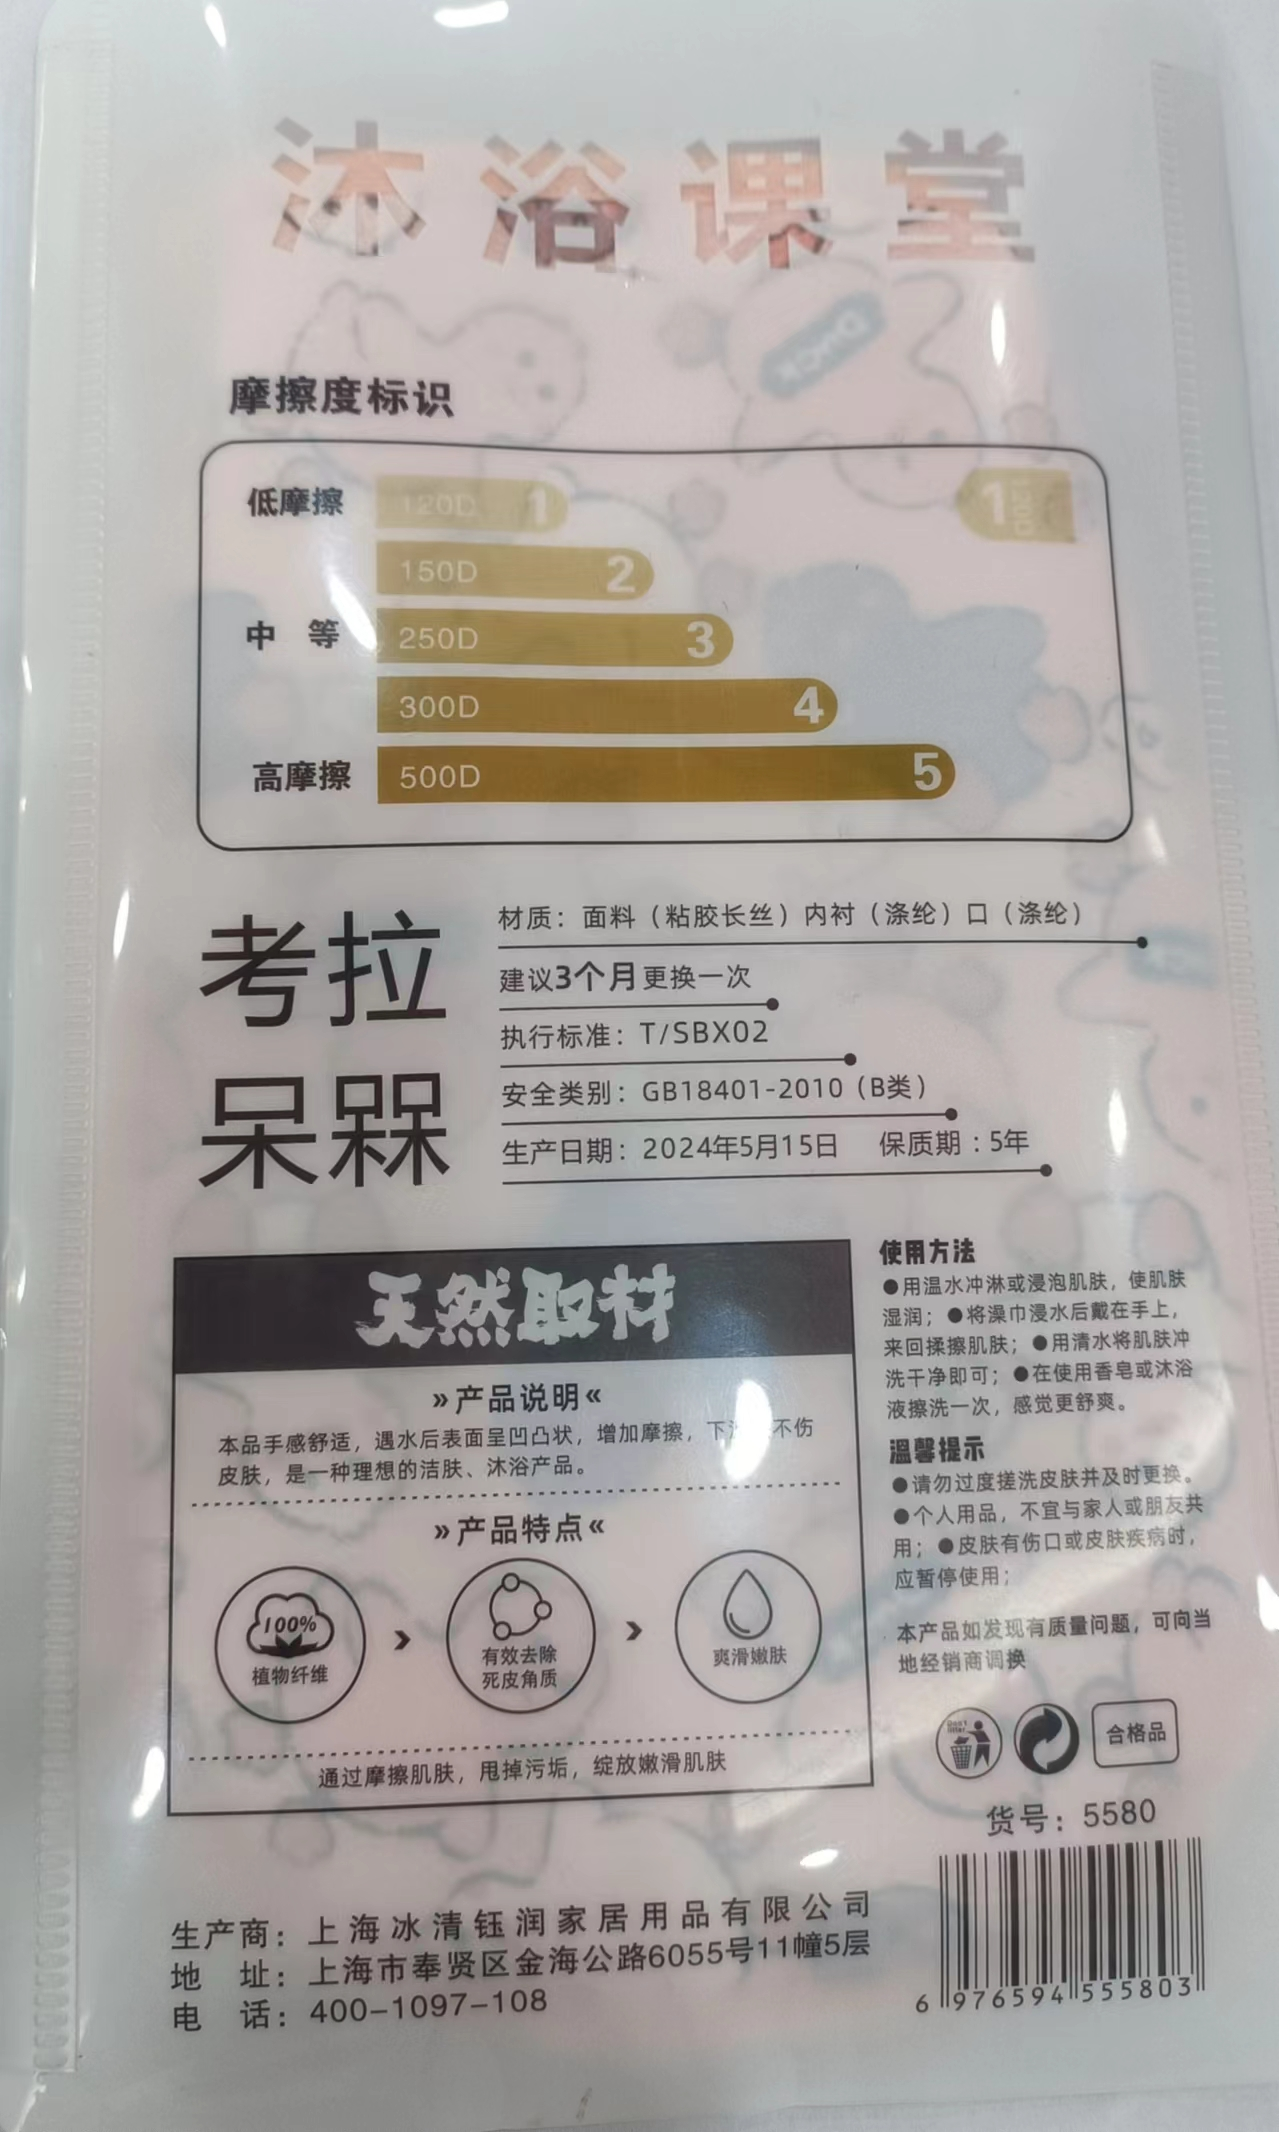 沐浴课堂
DUCK
摩擦度标识
低摩擦 120D 1
1 120D
150D 2
中 等 250D 3
300D 4
高摩擦 500D 5
考拉
呆槑
材质：面料（粘胶长丝）内衬（涤纶）口（涤纶）
建议3个月更换一次
执行标准：T/SBX02
安全类别：GB18401-2010（B类）
生产日期：2024年5月15日 保质期：5年
天然取材
»产品说明«
本品手感舒适，遇水后表面呈凹凸状，增加摩擦，下 不伤
皮肤，是一种理想的洁肤、沐浴产品。
»产品特点«
100%
植物纤维
›
有效去除
死皮角质
›
爽滑嫩肤
通过摩擦肌肤，甩掉污垢，绽放嫩滑肌肤
使用方法
●用温水冲淋或浸泡肌肤，使肌肤
湿润；●将澡巾浸水后戴在手上，
来回揉擦肌肤；●用清水将肌肤冲
洗干净即可；●在使用香皂或沐浴
液擦洗一次，感觉更舒爽。
温馨提示
●请勿过度搓洗皮肤并及时更换。
●个人用品，不宜与家人或朋友共
用；●皮肤有伤口或皮肤疾病时，
应暂停使用；
本产品如发现有质量问题，可向当
地经销商调换
Don't
litter
合格品
货号：5580
6 976594 555803
生产商：上海冰清钰润家居用品有限公司
地 址：上海市奉贤区金海公路6055号11幢5层
电 话：400-1097-108